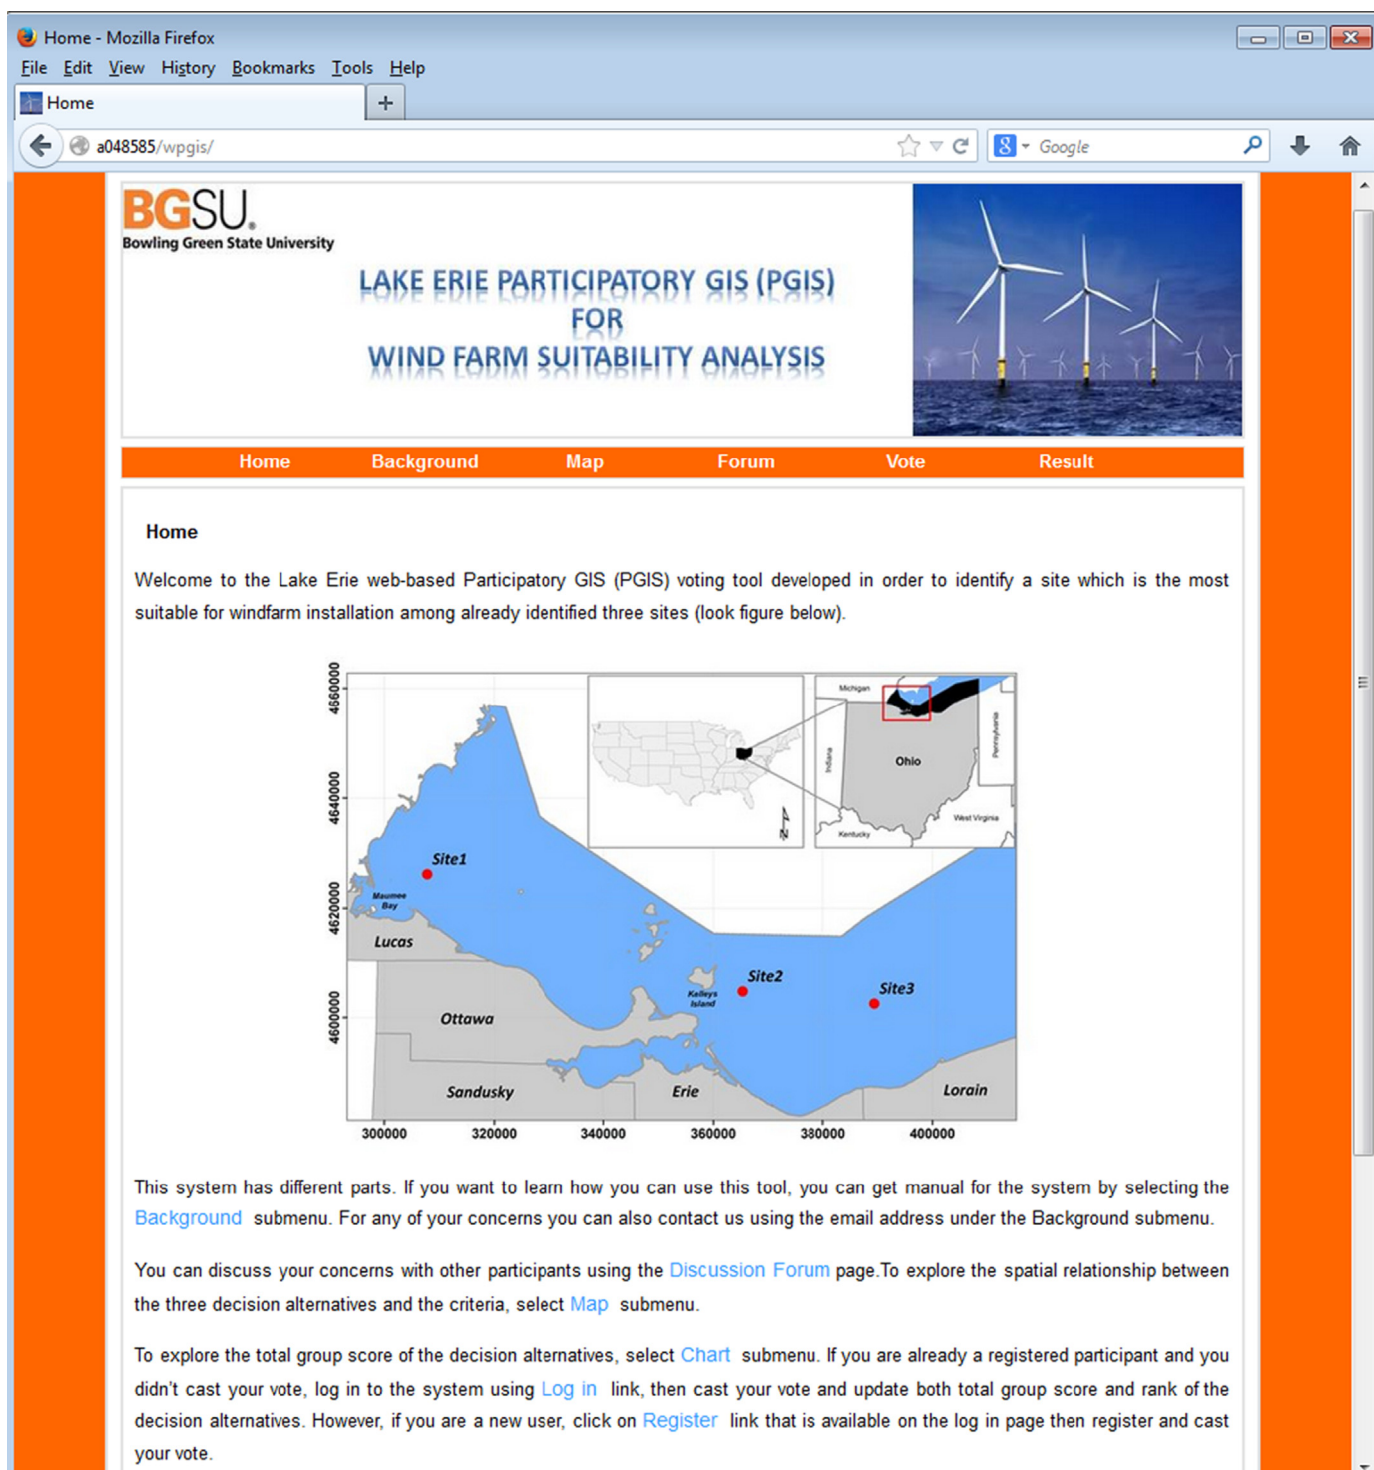 Home - Mozilla Firefox
File Edit View History Bookmarks Tools Help
Home +
a048585/wpgis/
8 Google
BGSU®
Bowling Green State University
LAKE ERIE PARTICIPATORY GIS (PGIS)
FOR
WIND FARM SUITABILITY ANALYSIS
Home Background Map Forum Vote Result
Home
Welcome to the Lake Erie web-based Participatory GIS (PGIS) voting tool developed in order to identify a site which is the most
suitable for windfarm installation among already identified three sites (look figure below).
4660000
4640000
4620000
4600000
Michigan
Indiana
Ohio
Pennsylvania
West Virginia
Kentucky
N
Site1
Maumee
Bay
Lucas
Site2
Kelleys
Island
Site3
Ottawa
Sandusky
Erie
Lorain
300000 320000 340000 360000 380000 400000
This system has different parts. If you want to learn how you can use this tool, you can get manual for the system by selecting the
Background submenu. For any of your concerns you can also contact us using the email address under the Background submenu.
You can discuss your concerns with other participants using the Discussion Forum page.To explore the spatial relationship between
the three decision alternatives and the criteria, select Map submenu.
To explore the total group score of the decision alternatives, select Chart submenu. If you are already a registered participant and you
didn't cast your vote, log in to the system using Log in link, then cast your vote and update both total group score and rank of the
decision alternatives. However, if you are a new user, click on Register link that is available on the log in page then register and cast
your vote.